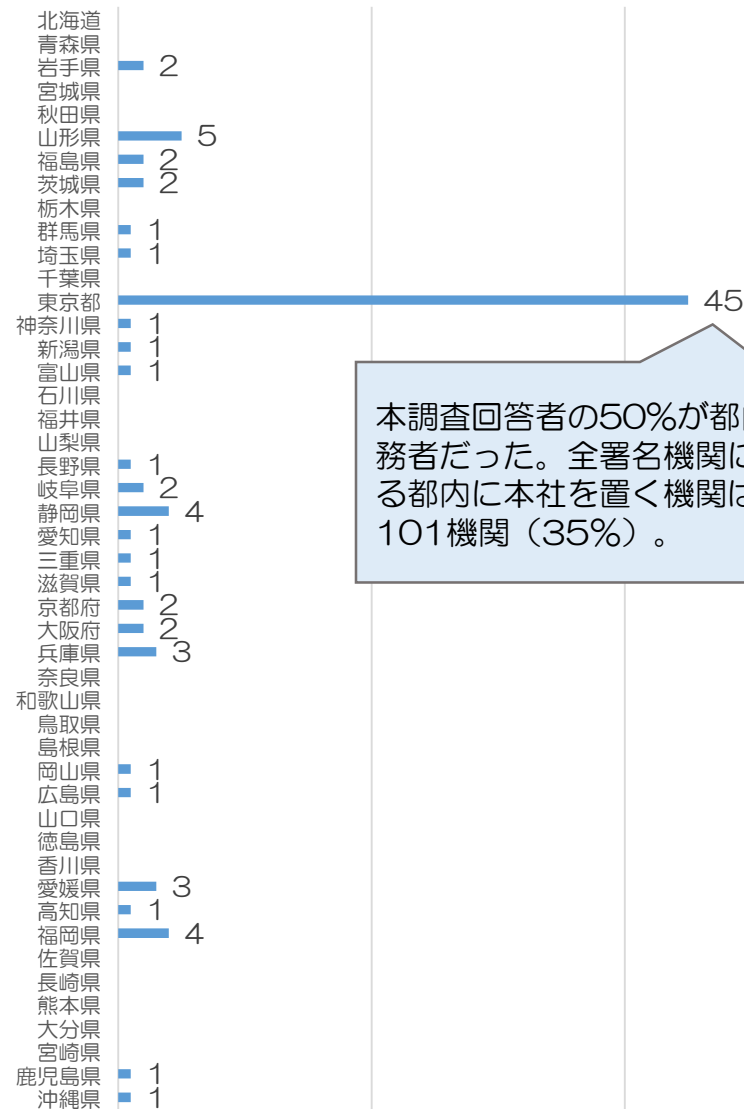 北海道
青森県
岩手県 2
宮城県
秋田県
山形県 5
福島県 2
茨城県 2
栃木県
群馬県 1
埼玉県 1
千葉県
東京都 45
神奈川県 1
新潟県 1
富山県 1
石川県
福井県
山梨県
長野県 1
岐阜県 2
静岡県 4
愛知県 1
三重県 1
滋賀県 1
京都府 2
大阪府 2
兵庫県 3
奈良県
和歌山県
鳥取県
島根県
岡山県 1
広島県 1
山口県
徳島県
香川県
愛媛県 3
高知県 1
福岡県 4
佐賀県
長崎県
熊本県
大分県
宮崎県
鹿児島県 1
沖縄県 1
本調査回答者の50%が都
務者だった。全署名機関に
る都内に本社を置く機関は
101機関（35%）。